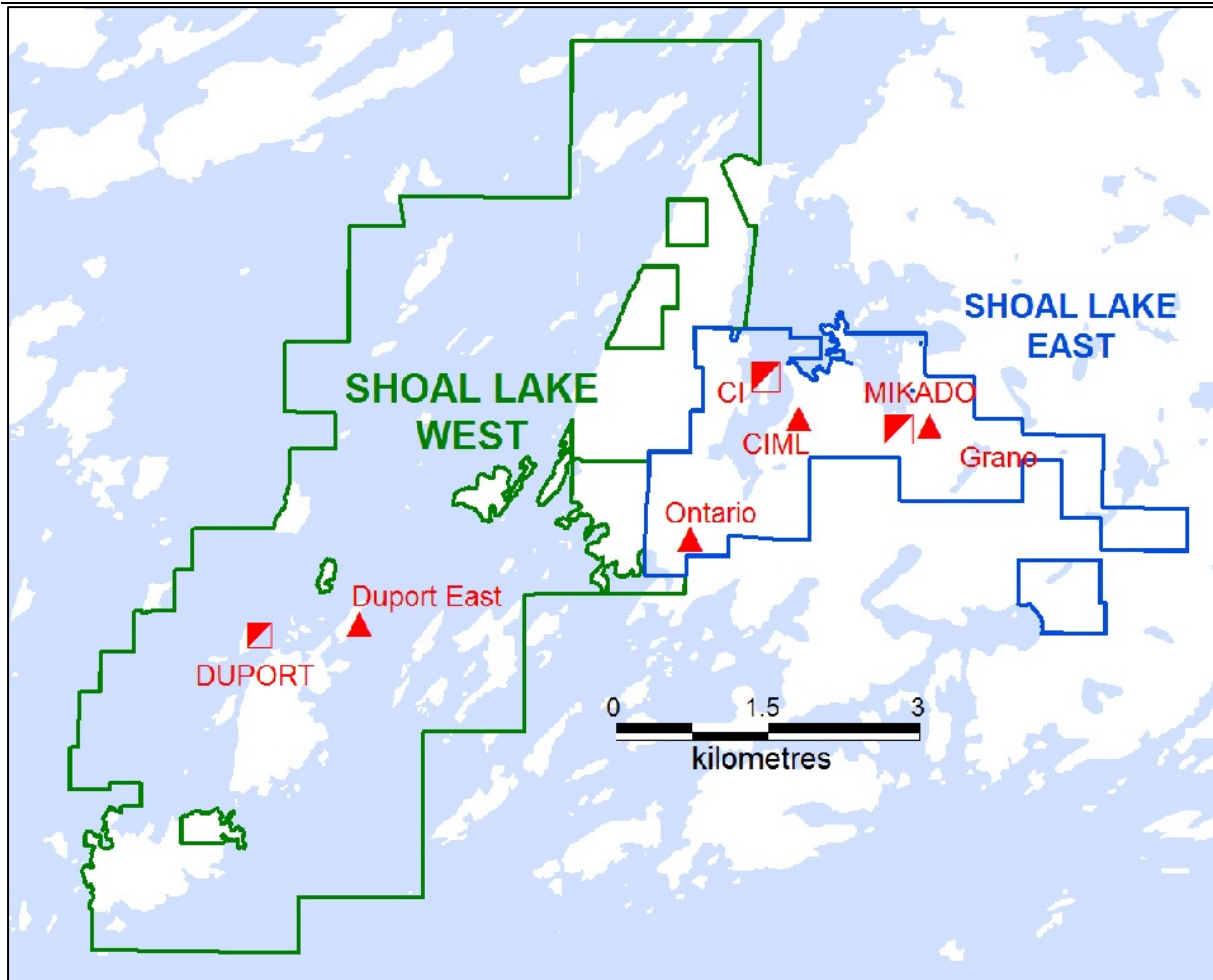 SHOAL LAKE
EAST
SHOAL LAKE
WEST
CI
MIKADO
CIML
Grano
Ontario
Duport East
DUPORT
0 1.5 3
kilometres